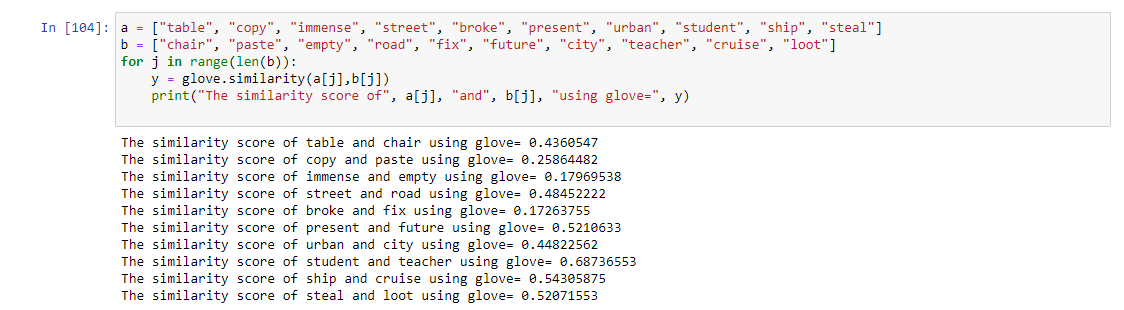 In [104]: a = ["table", "copy", "immense", "street", "broke", "present", "urban", "student", "ship", "steal"]
b = ["chair", "paste", "empty", "road", "fix", "future", "city", "teacher", "cruise", "loot"]
for j in range(len(b)):
    y = glove.similarity(a[j],b[j])
    print("The similarity score of", a[j], "and", b[j], "using glove=", y)
The similarity score of table and chair using glove= 0.4360547
The similarity score of copy and paste using glove= 0.25864482
The similarity score of immense and empty using glove= 0.17969538
The similarity score of street and road using glove= 0.48452222
The similarity score of broke and fix using glove= 0.17263755
The similarity score of present and future using glove= 0.5210633
The similarity score of urban and city using glove= 0.44822562
The similarity score of student and teacher using glove= 0.68736553
The similarity score of ship and cruise using glove= 0.54305875
The similarity score of steal and loot using glove= 0.52071553